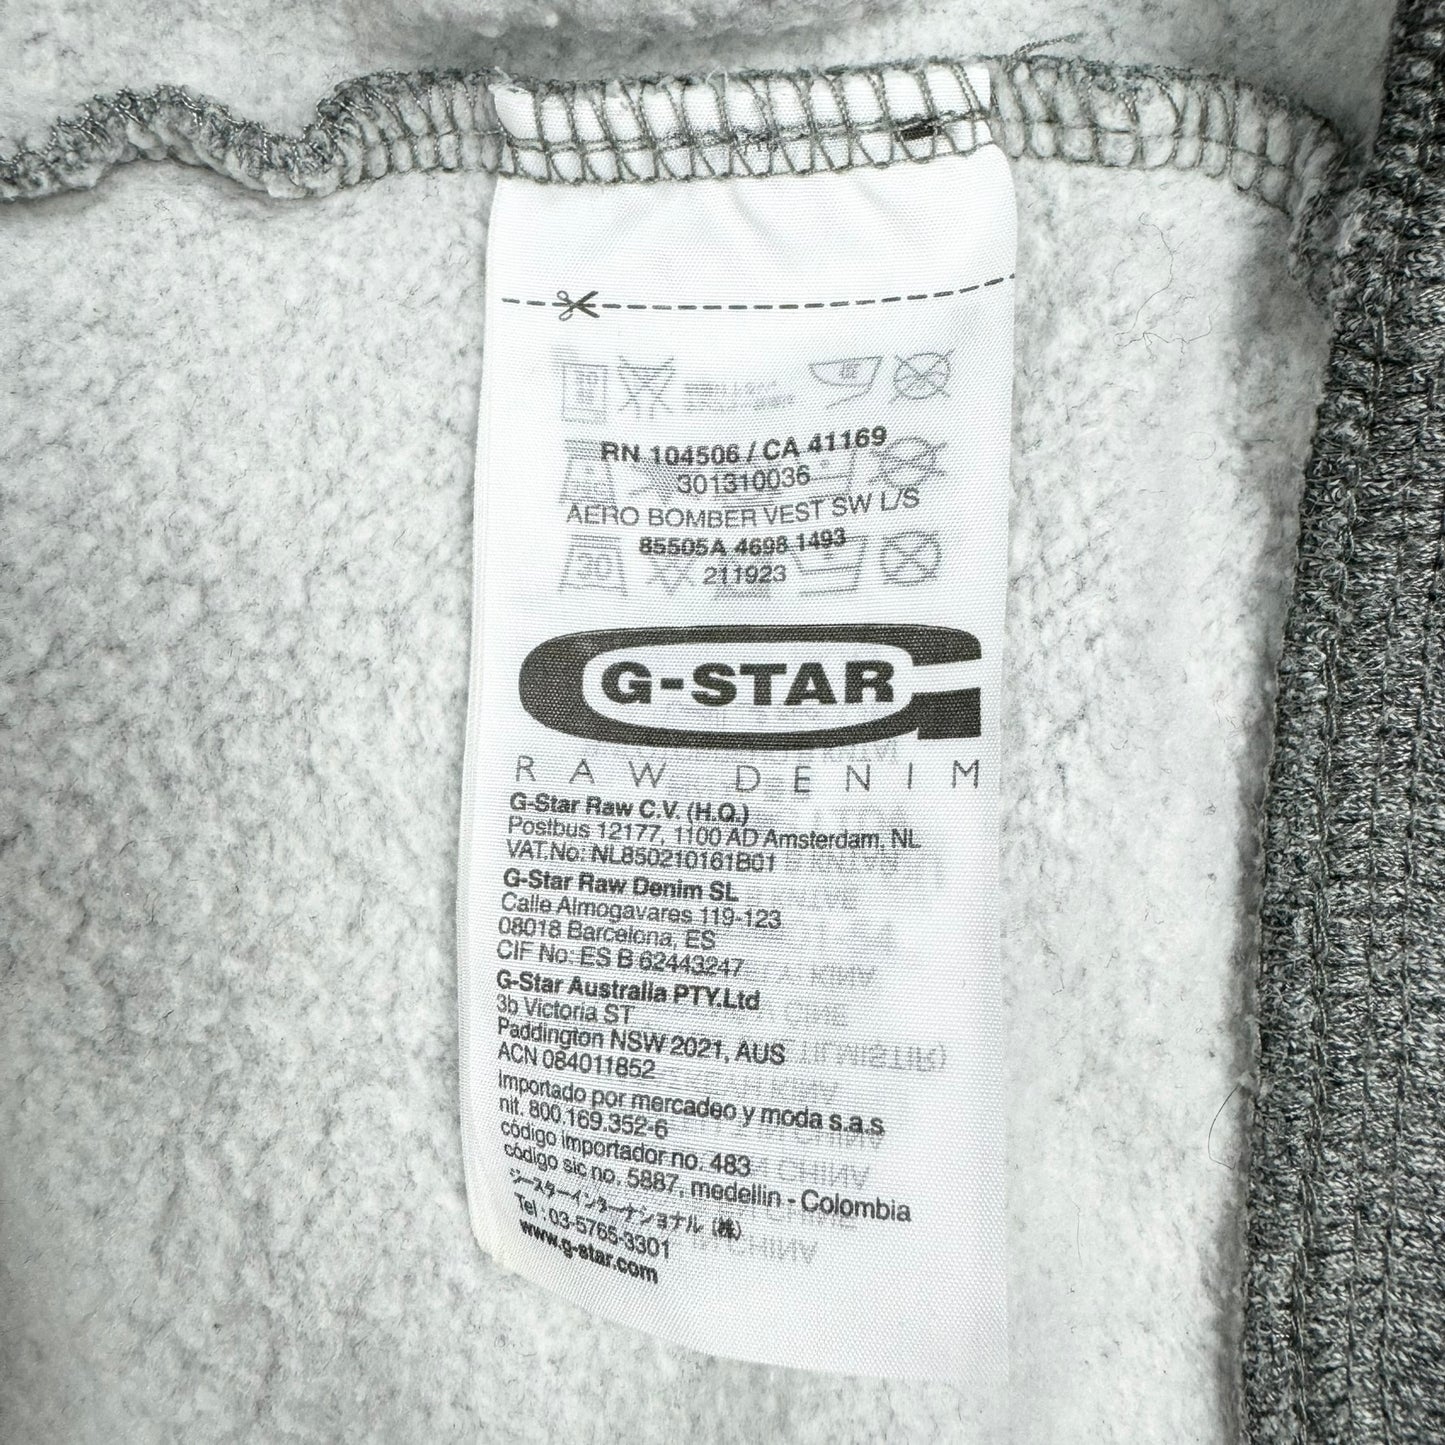 RN 104506 / CA 41169
301310036
AERO BOMBER VEST SW L/S
85505A 4698 1493
211923
G-STAR
RAW DENIM
G-Star Raw C.V. (H.Q.)
Postbus 12177, 1100 AD Amsterdam, NL
VAT.No: NL850210161B01
G-Star Raw Denim SL
Calle Almogavares 119-123
08018 Barcelona, ES
CIF No: ES B 62443247
G-Star Australia PTY.Ltd
3b Victoria ST
Paddington NSW 2021, AUS
ACN 084011852
Importado por mercadeo y moda s.a.s
nit. 800.169.352-6
código importador no. 483
código sic no. 5887, medellin - Colombia
ジースターインターナショナル (株)
Tel : 03-5765-3301
www.g-star.com